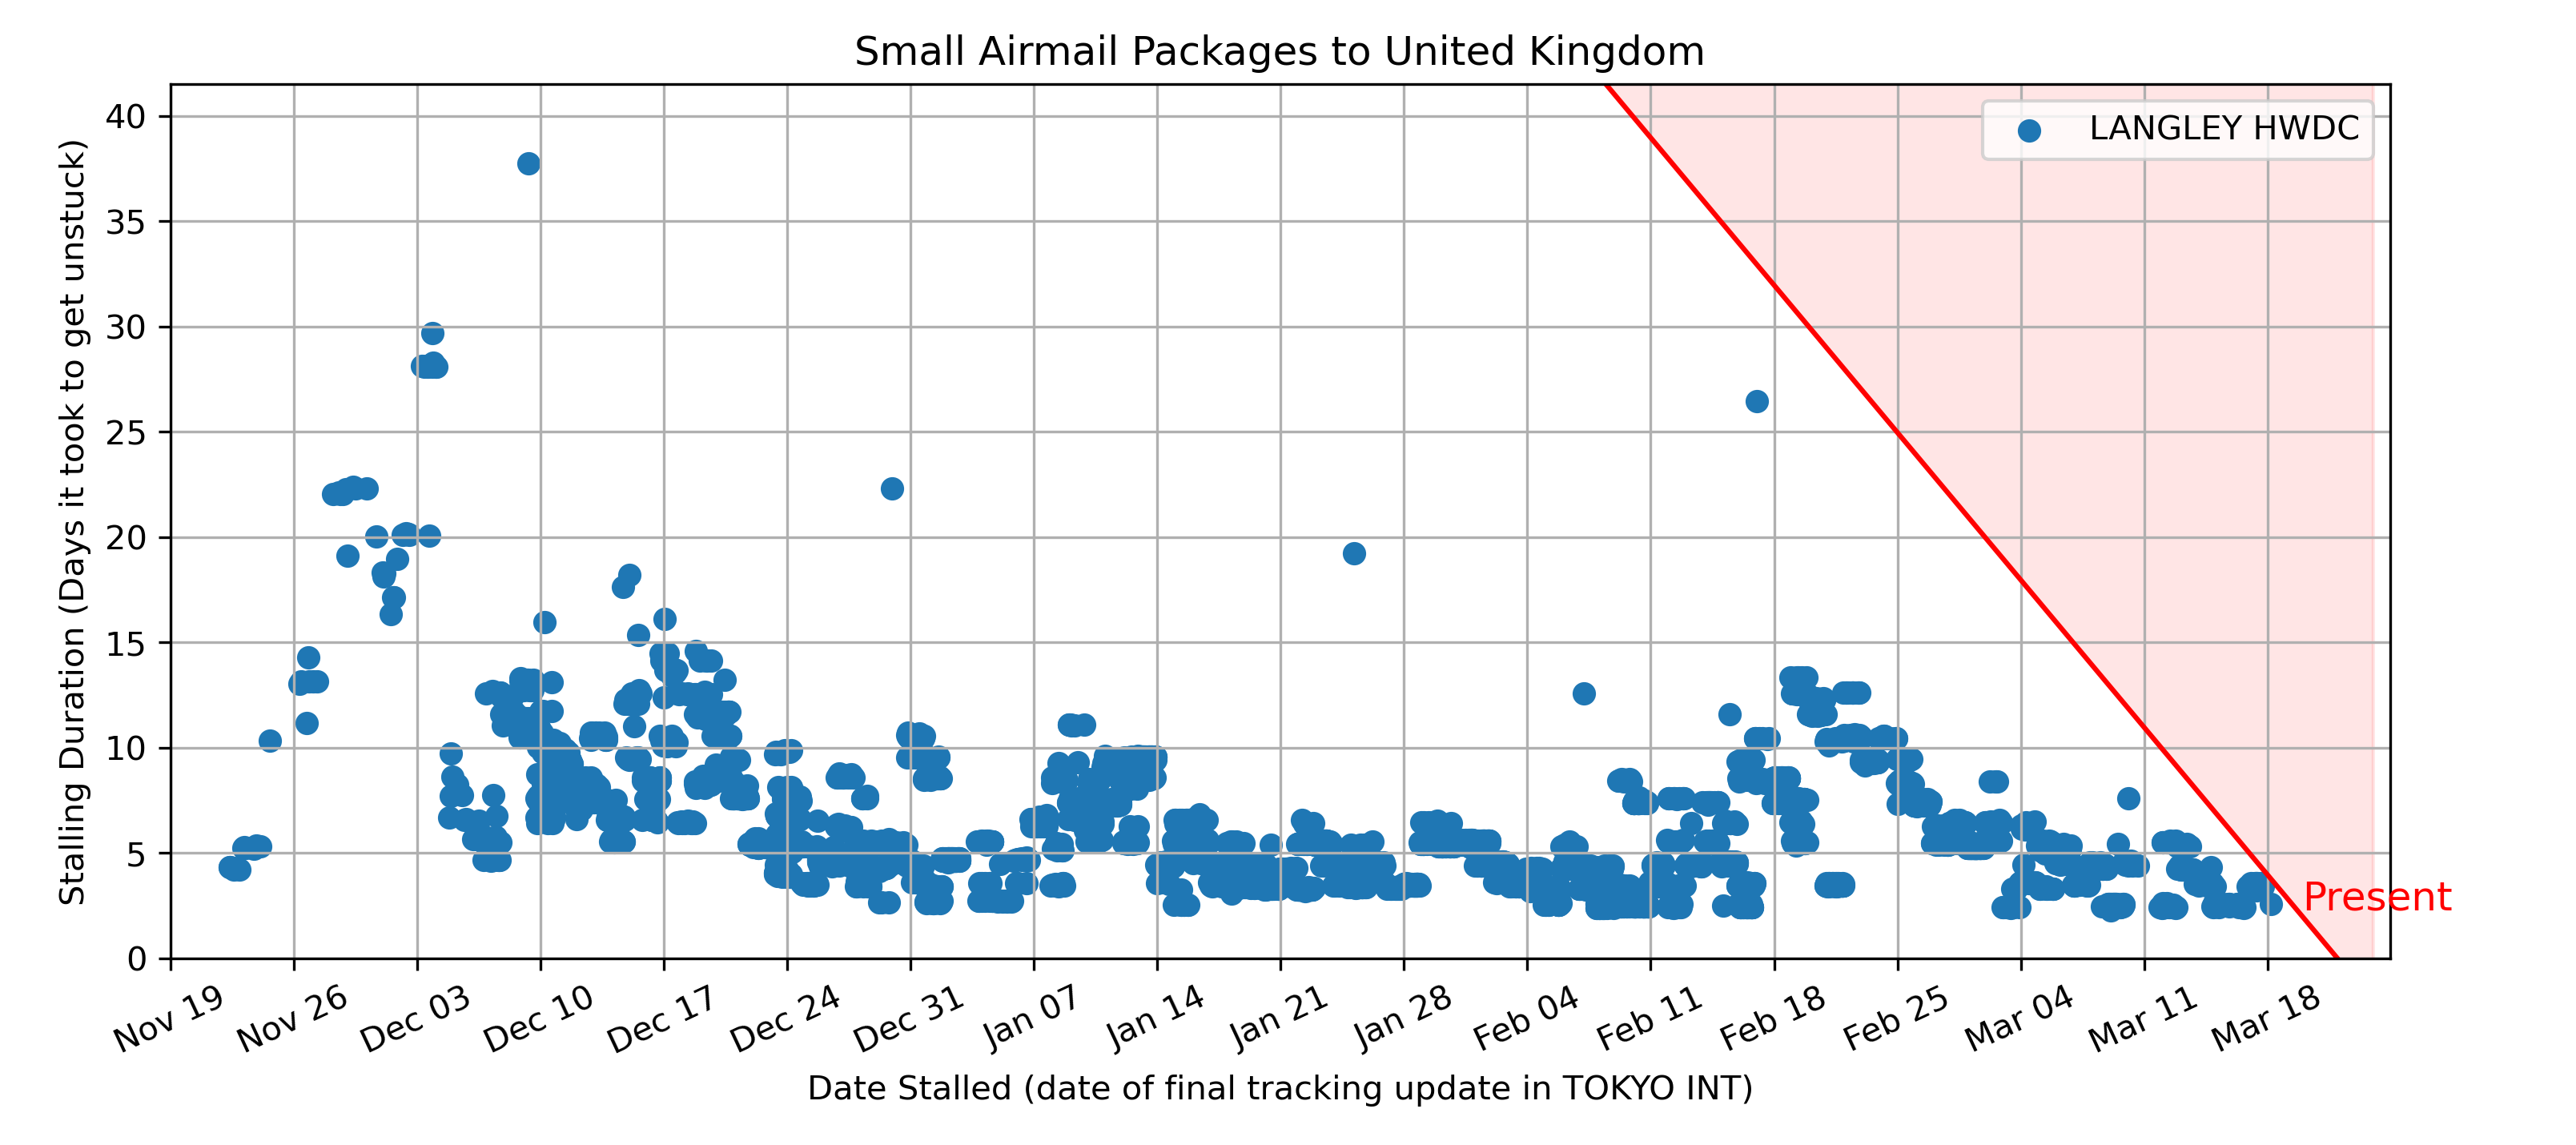 Small Airmail Packages to United Kingdom
Stalling Duration (Days it took to get unstuck)
40
35
30
25
20
15
10
5
0
LANGLEY HWDC
Present
Nov 19
Nov 26
Dec 03
Dec 10
Dec 17
Dec 24
Dec 31
Jan 07
Jan 14
Jan 21
Jan 28
Feb 04
Feb 11
Feb 18
Feb 25
Mar 04
Mar 11
Mar 18
Date Stalled (date of final tracking update in TOKYO INT)